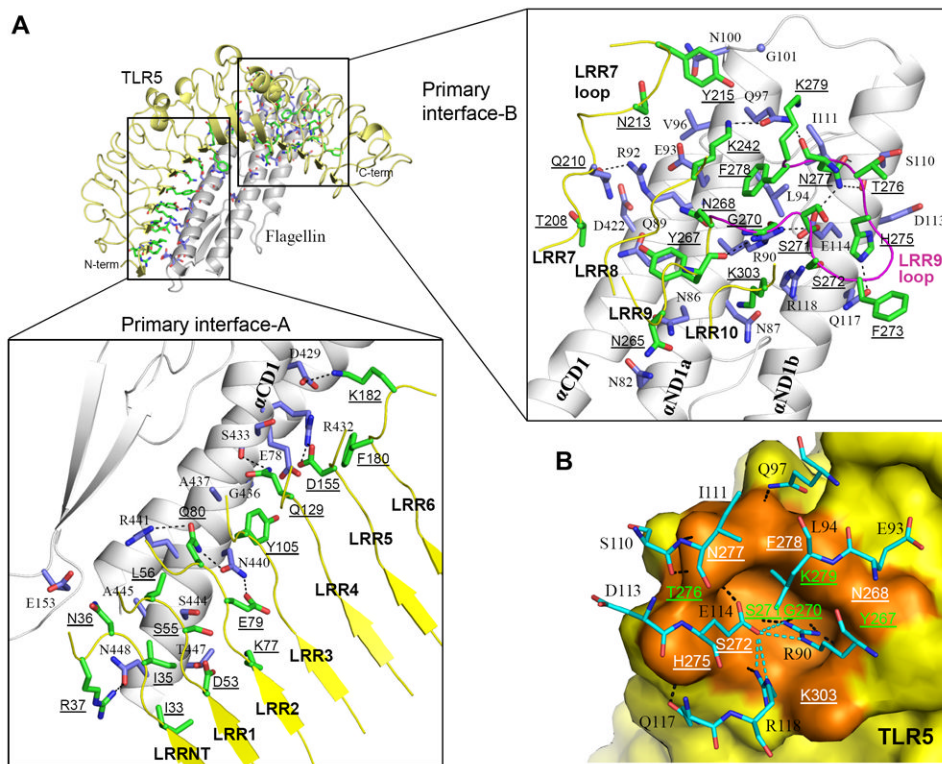 A
TLR5
C-term
N-term
Flagellin
Primary
interface-B
N100
G101
LRR7
loop
K279
Y215
Q97
N213
V96
I111
K242
E93
R92
Q210
F278
S110
N277
T276
L94
N268
T208
D422
Q89
G270
D113
Y267
S271
E114
H275
LRR7
LRR8
R90
LRR9
loop
K303
S272
N86
R118
LRR9
Q117
LRR10
N87
F273
N265
N82
αCD1
αND1a
αND1b
Primary interface-A
D429
αCD1
K182
S433
R432
E78
F180
A437
G436
D155
Q80
Q129
LRR6
R441
Y105
LRR5
N440
L56
E153
LRR4
A445
S444
N36
E79
S55
LRR3
N448
T447
K77
I35
D53
LRR2
R37
I33
LRR1
LRRNT
B
Q97
I111
L94
E93
S110
N277
F278
K279
T276
N268
D113
E114
S271
G270
Y267
S272
R90
H275
K303
Q117
R118
TLR5